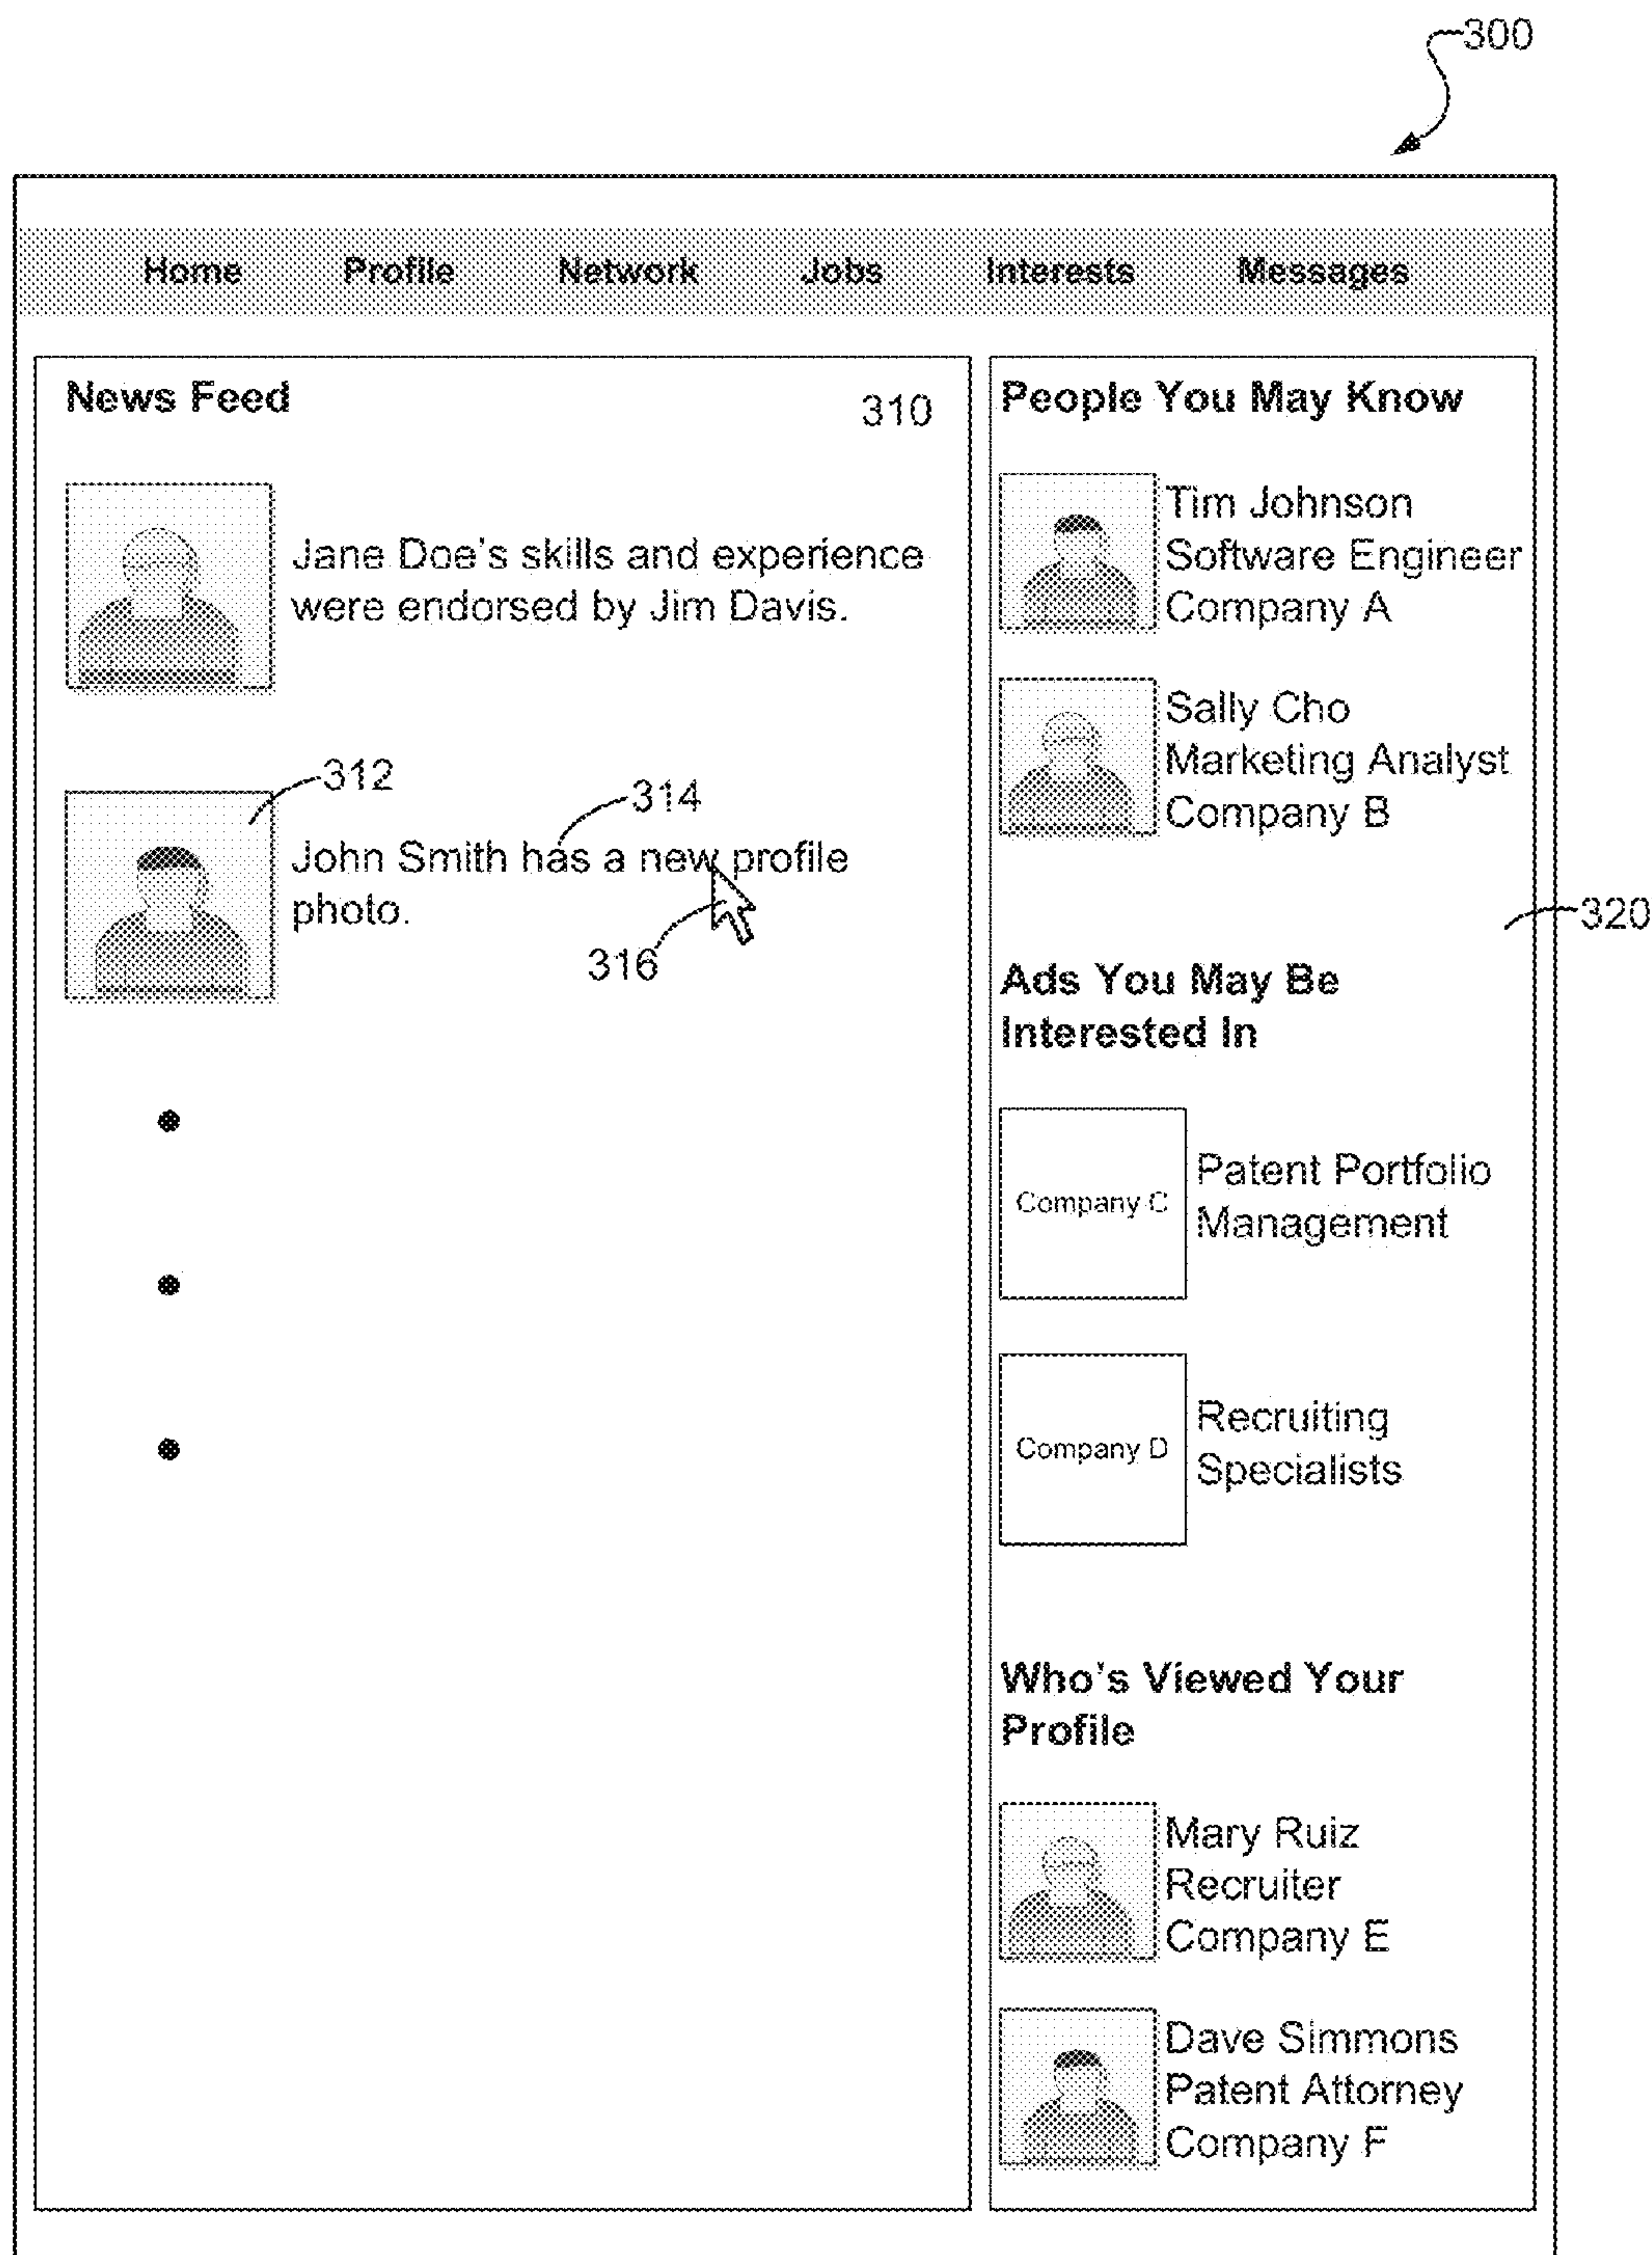 300
Home Profile Network Jobs Interests Messages
News Feed
310
Jane Doe's skills and experience
were endorsed by Jim Davis.
312
314
John Smith has a new profile
photo.
316
People You May Know
Tim Johnson
Software Engineer
Company A
Sally Cho
Marketing Analyst
Company B
320
Ads You May Be
Interested In
Company C
Patent Portfolio
Management
Company D
Recruiting
Specialists
Who's Viewed Your
Profile
Mary Ruiz
Recruiter
Company E
Dave Simmons
Patent Attorney
Company F